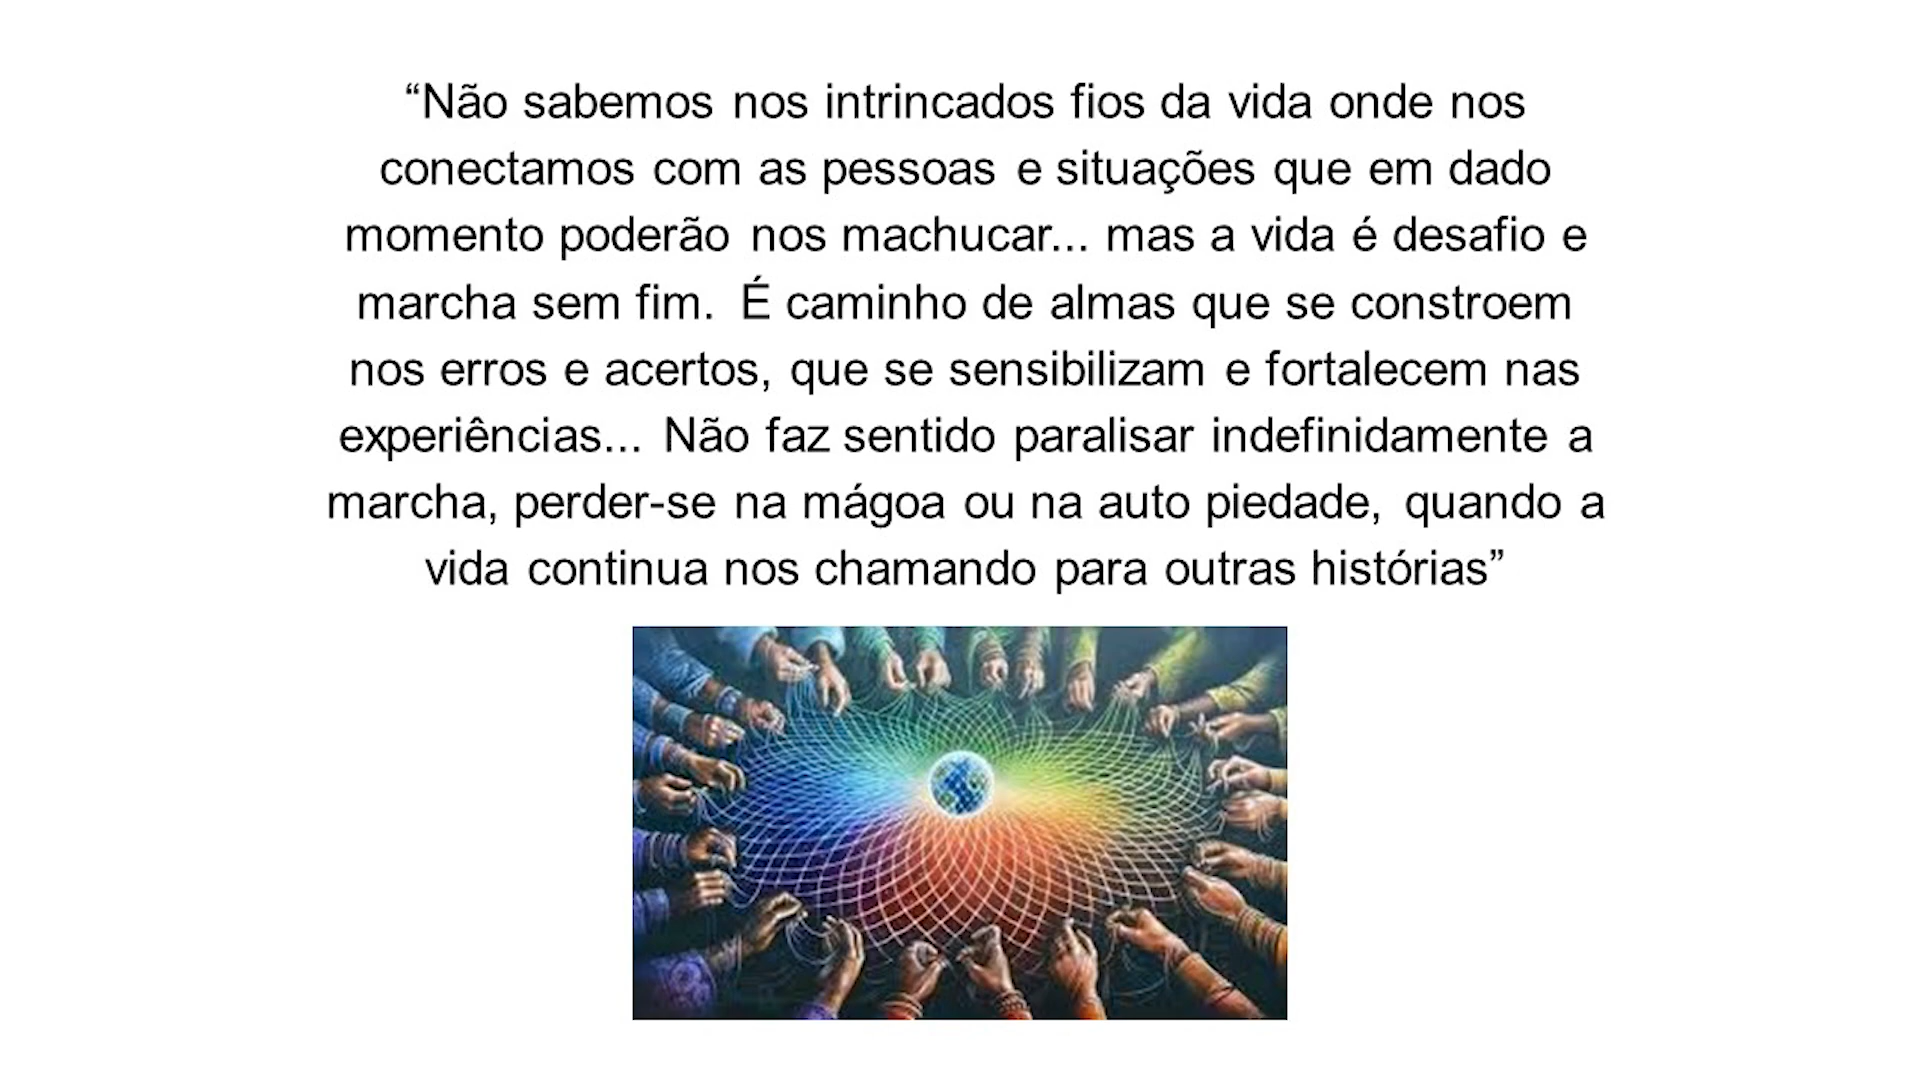 “Não sabemos nos intrincados fios da vida onde nos
conectamos com as pessoas e situações que em dado
momento poderão nos machucar... mas a vida é desafio e
marcha sem fim. É caminho de almas que se constroem
nos erros e acertos, que se sensibilizam e fortalecem nas
experiências... Não faz sentido paralisar indefinidamente a
marcha, perder-se na mágoa ou na auto piedade, quando a
vida continua nos chamando para outras histórias”